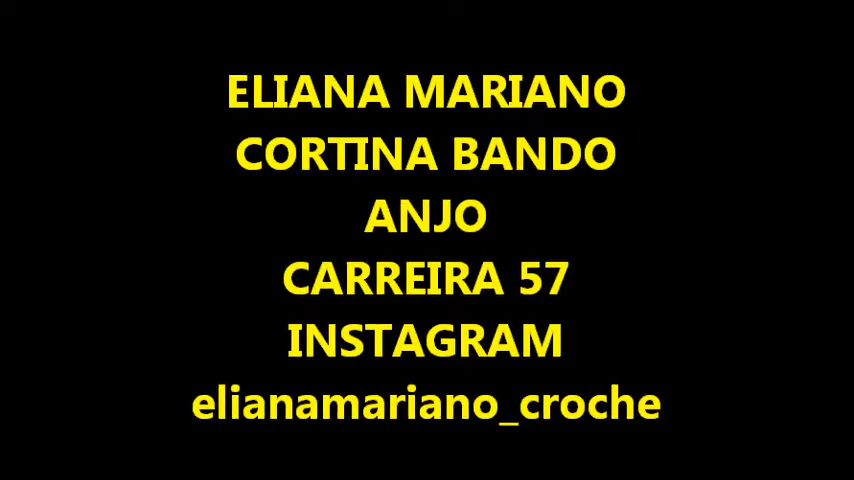 ELIANA MARIANO
CORTINA BANDO
ANJO
CARREIRA 57
INSTAGRAM
elianamariano_croche